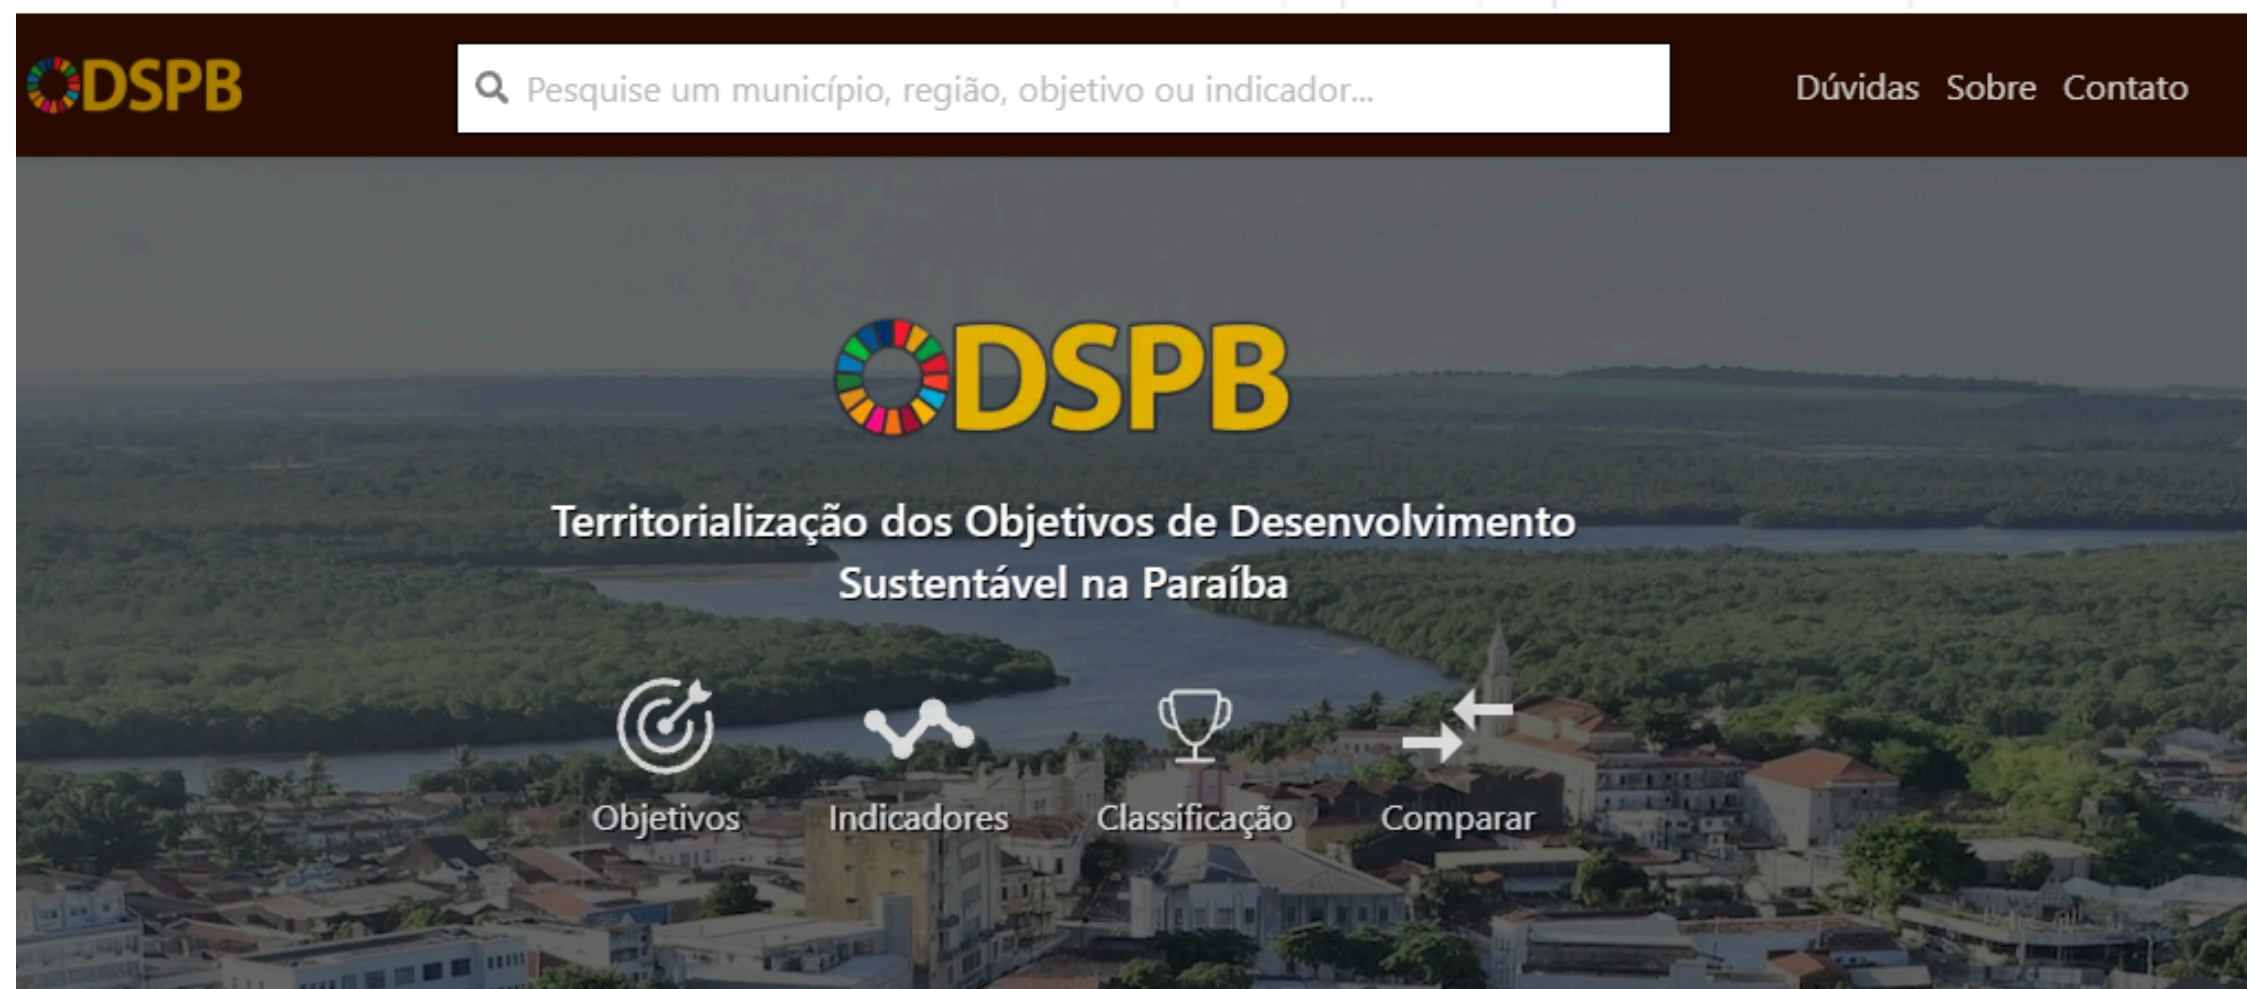 ODSPB
Pesquise um município, região, objetivo ou indicador...
Dúvidas Sobre Contato
ODSPB
Territorialização dos Objetivos de Desenvolvimento
Sustentável na Paraíba
Objetivos
Indicadores
Classificação
Comparar